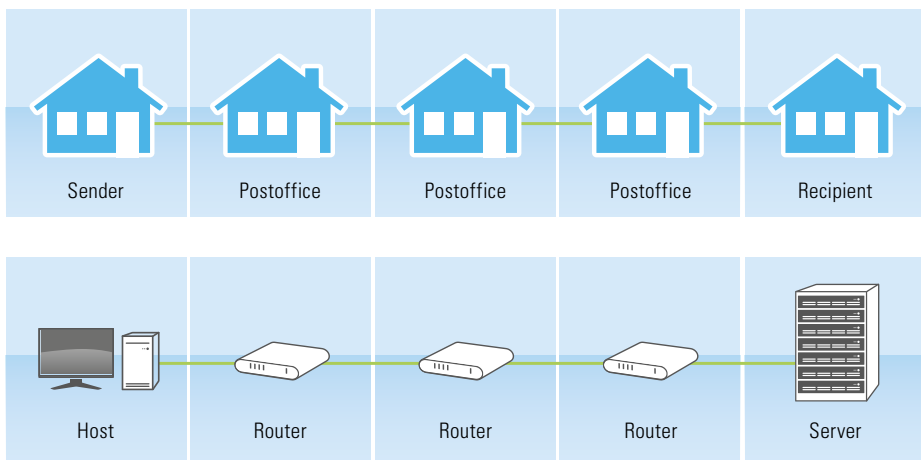 Sender
Postoffice
Postoffice
Postoffice
Recipient
Host
Router
Router
Router
Server